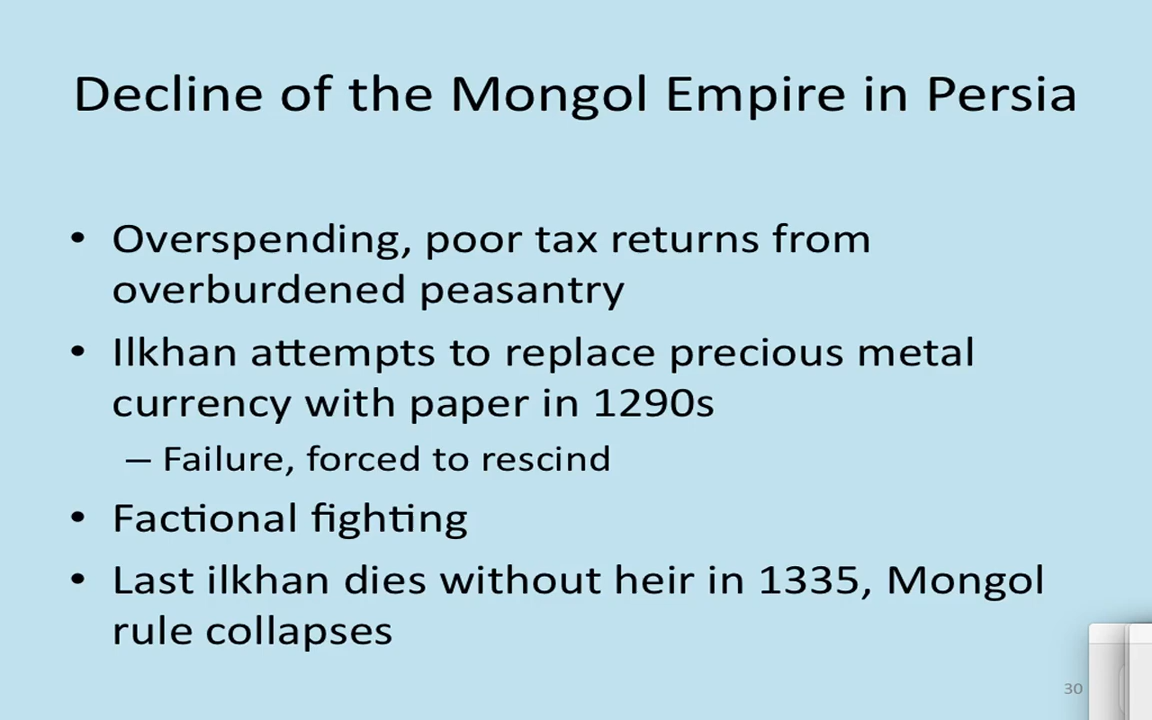 Decline of the Mongol Empire in Persia
• Overspending, poor tax returns from
overburdened peasantry
• Ilkhan attempts to replace precious metal
currency with paper in 1290s
– Failure, forced to rescind
• Factional fighting
• Last ilkhan dies without heir in 1335, Mongol
rule collapses
30